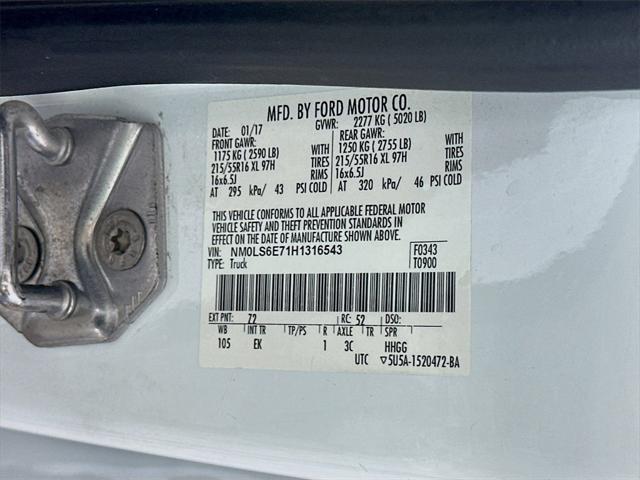 MFD. BY FORD MOTOR CO.
DATE: 01/17 GVWR: 2277 KG ( 5020 LB)
FRONT GAWR: REAR GAWR:
1175 KG ( 2590 LB) WITH 1250 KG ( 2755 LB) WITH
215/55R16 XL 97H TIRES 215/55R16 XL 97H TIRES
16x6.5J RIMS 16x6.5J RIMS
AT 295 kPa/ 43 PSI COLD AT 320 kPa/ 46 PSI COLD
THIS VEHICLE CONFORMS TO ALL APPLICABLE FEDERAL MOTOR
VEHICLE SAFETY AND THEFT PREVENTION STANDARDS IN
EFFECT ON THE DATE OF MANUFACTURE SHOWN ABOVE.
VIN: NM0LS6E71H1316543 F0343
TYPE: Truck T0900
EXT PNT: 7Z RC: 52 DSO:
WB INT TR TP/PS R AXLE TR SPR
105 EK 1 3C HHGG
UTC ▽5U5A-1520472-BA